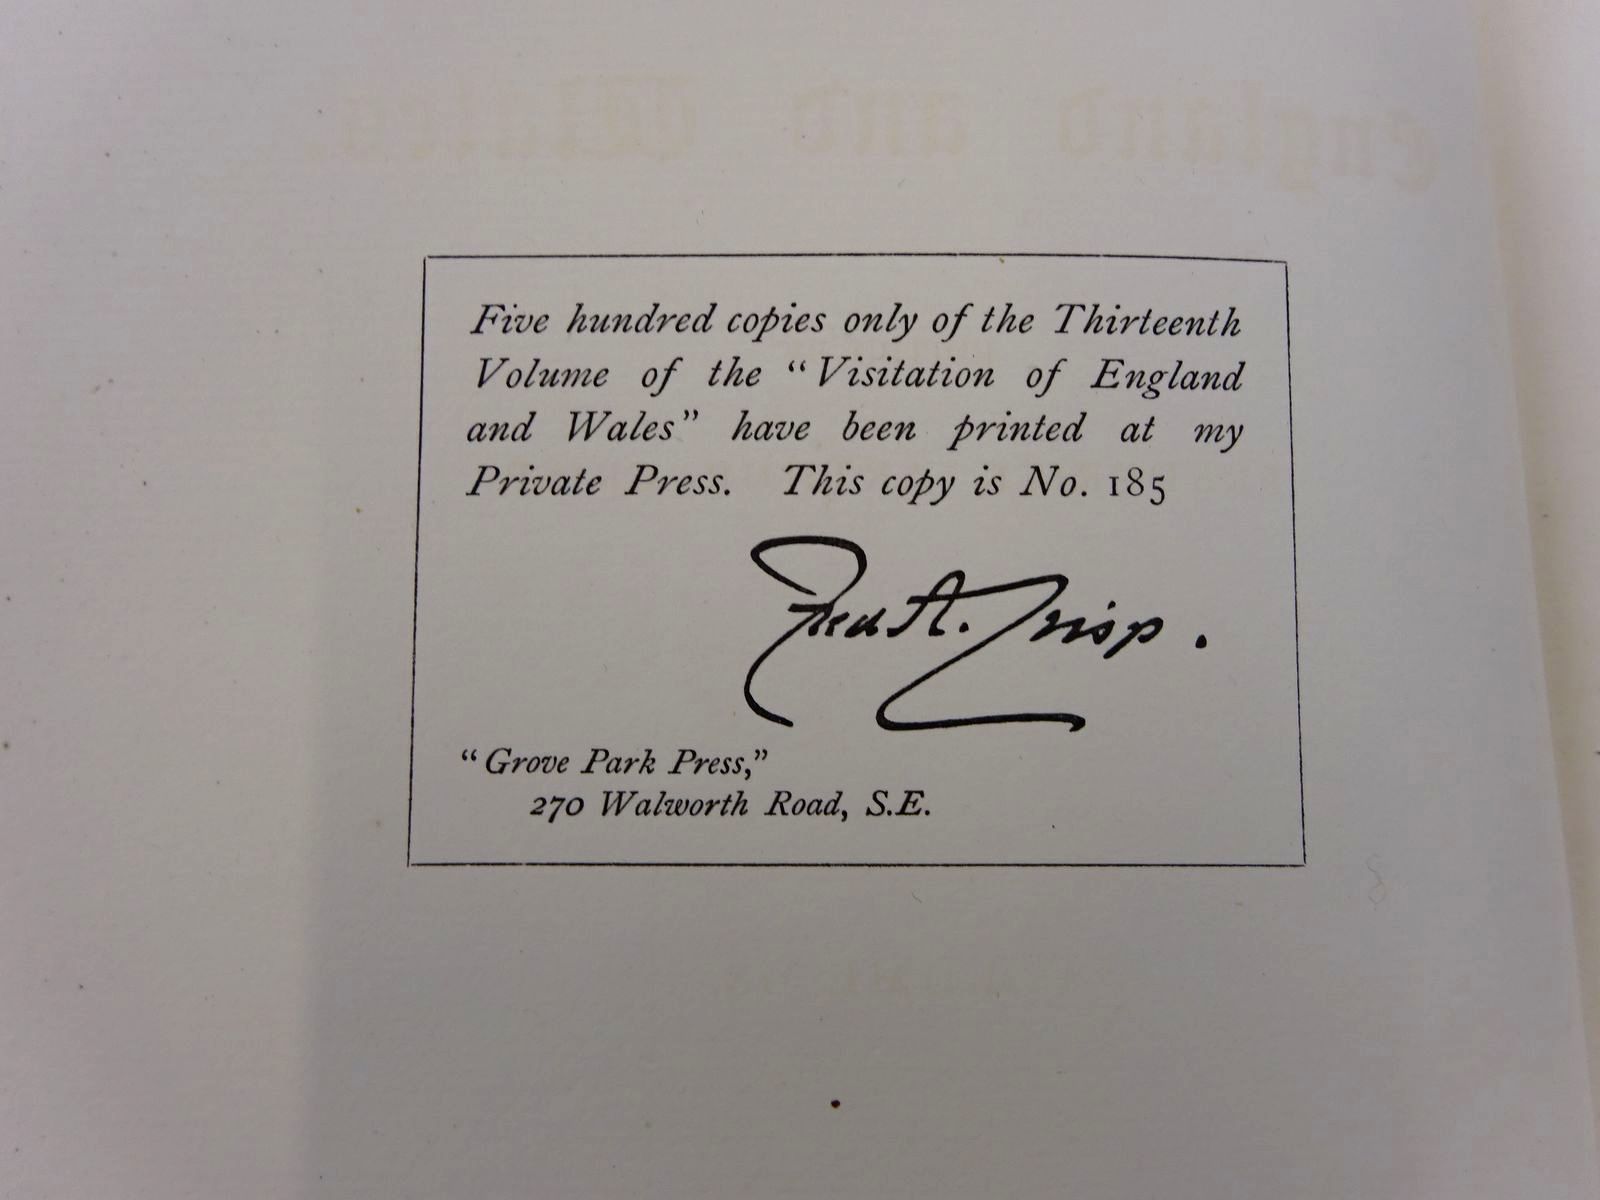 Five hundred copies only of the Thirteenth
Volume of the “Visitation of England
and Wales” have been printed at my
Private Press. This copy is No. 185
Fred A. Crisp.
“Grove Park Press,”
270 Walworth Road, S.E.